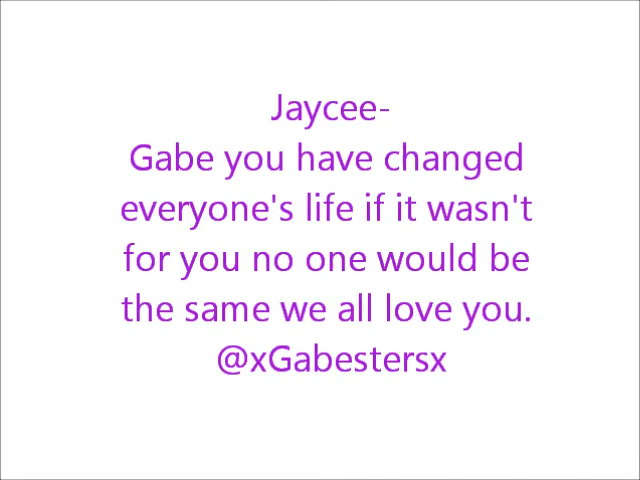 Jaycee-
Gabe you have changed
everyone's life if it wasn't
for you no one would be
the same we all love you.
@xGabestersx